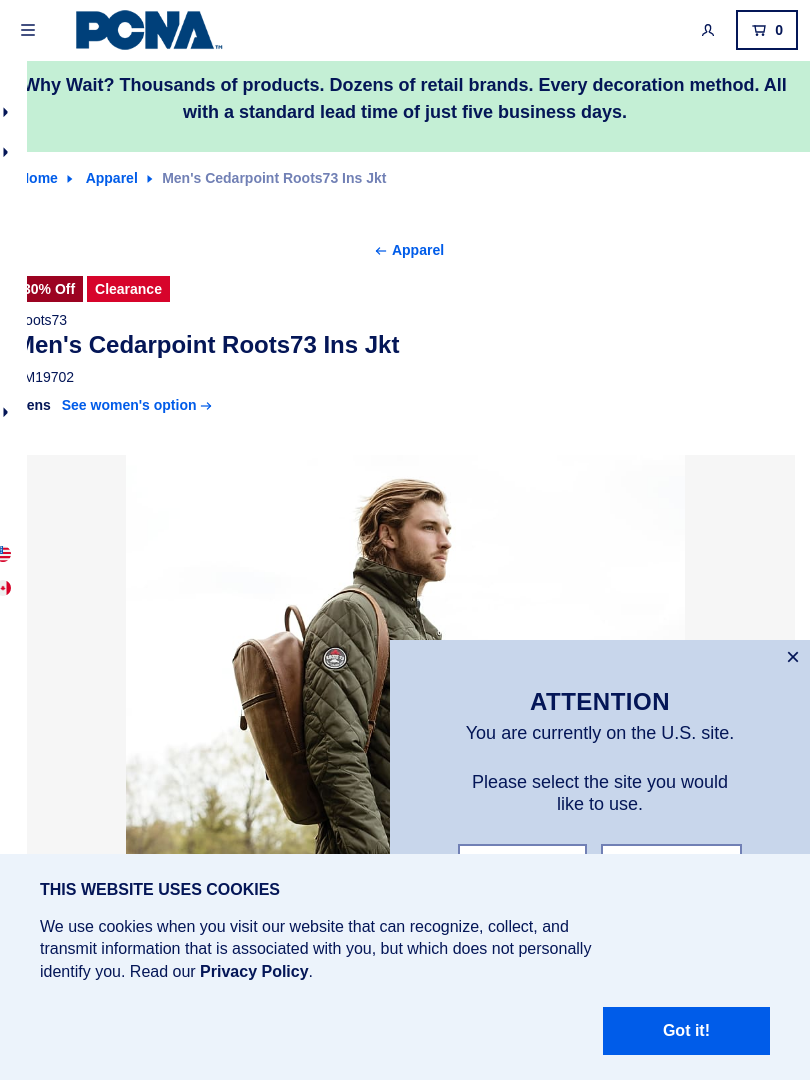 PCNA™
0
Why Wait? Thousands of products. Dozens of retail brands. Every decoration method. All
with a standard lead time of just five business days.
Home Apparel Men's Cedarpoint Roots73 Ins Jkt
← Apparel
30% Off Clearance
oots73
Men's Cedarpoint Roots73 Ins Jkt
M19702
ens See women's option →
ATTENTION
You are currently on the U.S. site.
Please select the site you would
like to use.
THIS WEBSITE USES COOKIES
We use cookies when you visit our website that can recognize, collect, and
transmit information that is associated with you, but which does not personally
identify you. Read our Privacy Policy.
Got it!